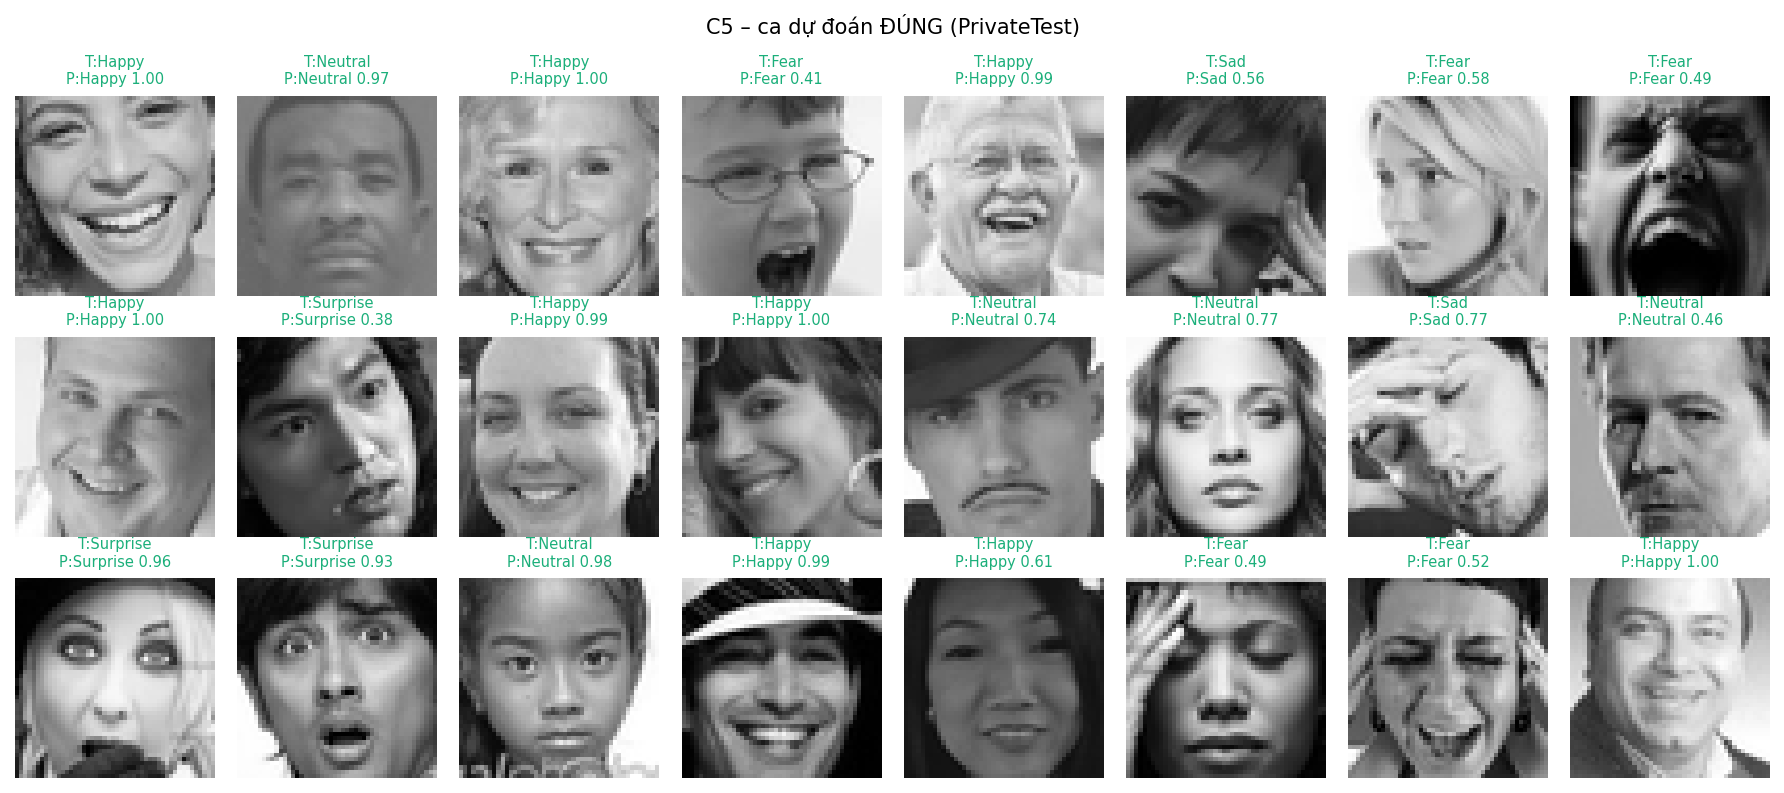 C5 – ca dự đoán ĐÚNG (PrivateTest)
T:Happy
P:Happy 1.00
T:Neutral
P:Neutral 0.97
T:Happy
P:Happy 1.00
T:Fear
P:Fear 0.41
T:Happy
P:Happy 0.99
T:Sad
P:Sad 0.56
T:Fear
P:Fear 0.58
T:Fear
P:Fear 0.49
T:Happy
P:Happy 1.00
T:Surprise
P:Surprise 0.38
T:Happy
P:Happy 0.99
T:Happy
P:Happy 1.00
T:Neutral
P:Neutral 0.74
T:Neutral
P:Neutral 0.77
T:Sad
P:Sad 0.77
T:Neutral
P:Neutral 0.46
T:Surprise
P:Surprise 0.96
T:Surprise
P:Surprise 0.93
T:Neutral
P:Neutral 0.98
T:Happy
P:Happy 0.99
T:Happy
P:Happy 0.61
T:Fear
P:Fear 0.49
T:Fear
P:Fear 0.52
T:Happy
P:Happy 1.00